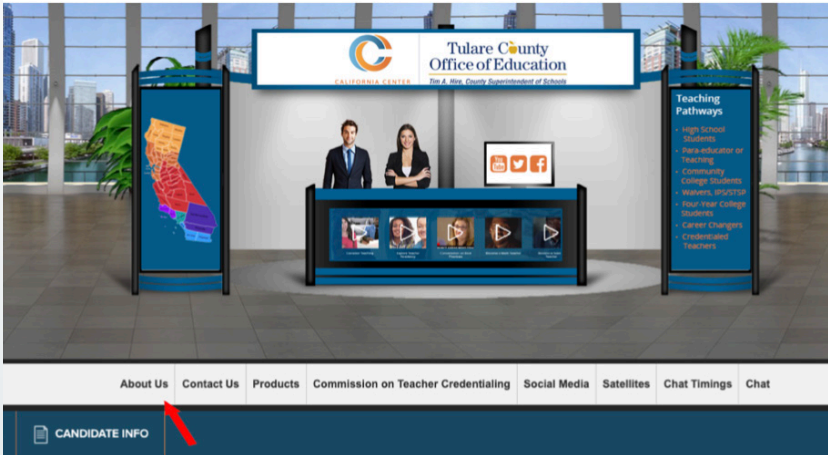 CALIFORNIA CENTER
Tulare County
Office of Education
Tim A. Hire, County Superintendent of Schools
Teaching
Pathways
• High School
Students
• Para-educator or
Teaching
• Community
College Students
• Waivers, IPS/STSP
• Four-Year College
Students
• Career Changers
• Credentialed
Teachers
You
Tube
About Us
Contact Us
Products
Commission on Teacher Credentialing
Social Media
Satellites
Chat Timings
Chat
CANDIDATE INFO